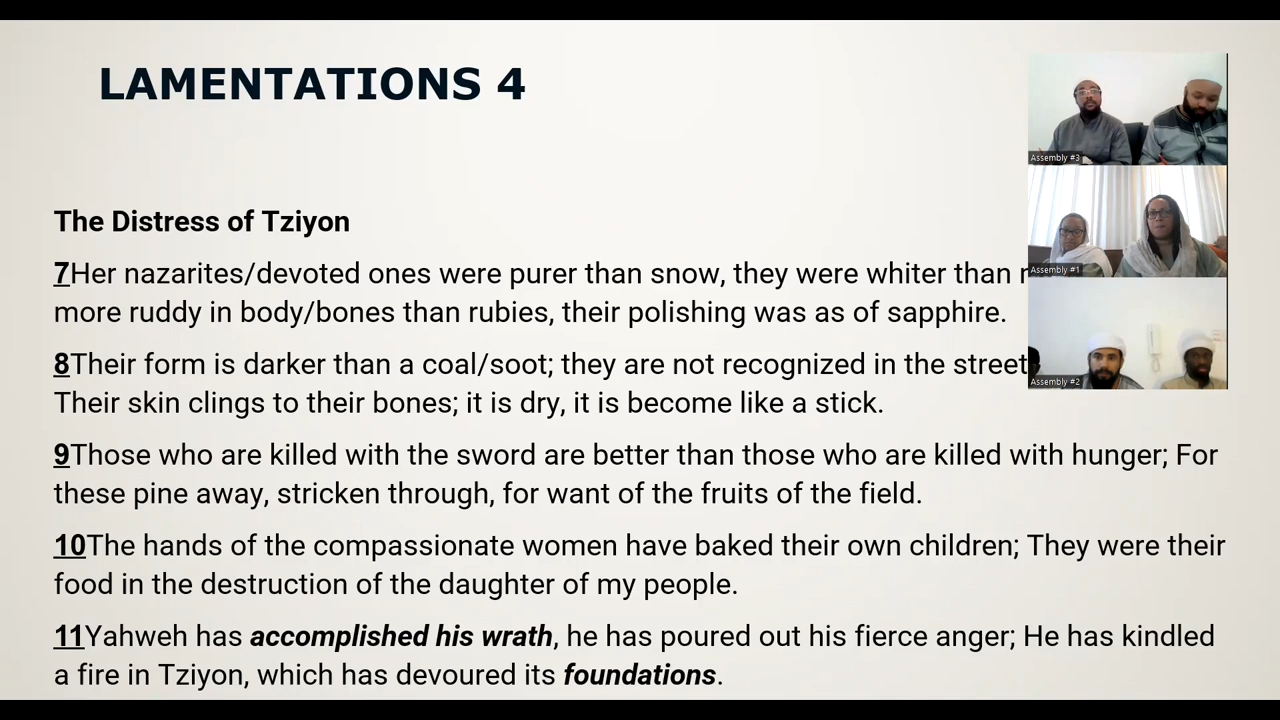 LAMENTATIONS 4
The Distress of Tziyon
7Her nazarites/devoted ones were purer than snow, they were whiter than
more ruddy in body/bones than rubies, their polishing was as of sapphire.
8Their form is darker than a coal/soot; they are not recognized in the street
Their skin clings to their bones; it is dry, it is become like a stick.
9Those who are killed with the sword are better than those who are killed with hunger; For
these pine away, stricken through, for want of the fruits of the field.
10The hands of the compassionate women have baked their own children; They were their
food in the destruction of the daughter of my people.
11Yahweh has accomplished his wrath, he has poured out his fierce anger; He has kindled
a fire in Tziyon, which has devoured its foundations.
Assembly #3
Assembly #1
Assembly #2